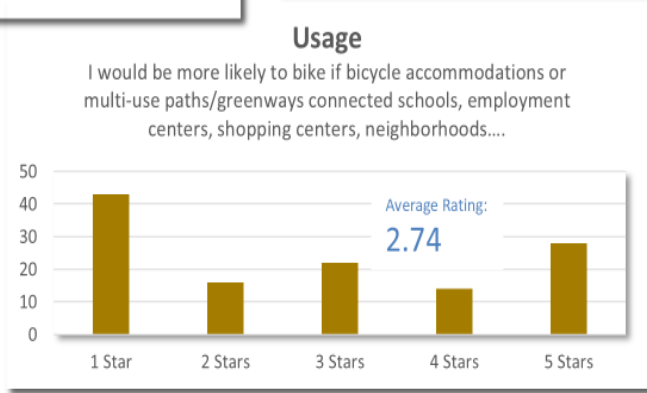 Usage
I would be more likely to bike if bicycle accommodations or
multi-use paths/greenways connected schools, employment
centers, shopping centers, neighborhoods....
50
40
30
20
10
0
Average Rating:
2.74
1 Star 2 Stars 3 Stars 4 Stars 5 Stars